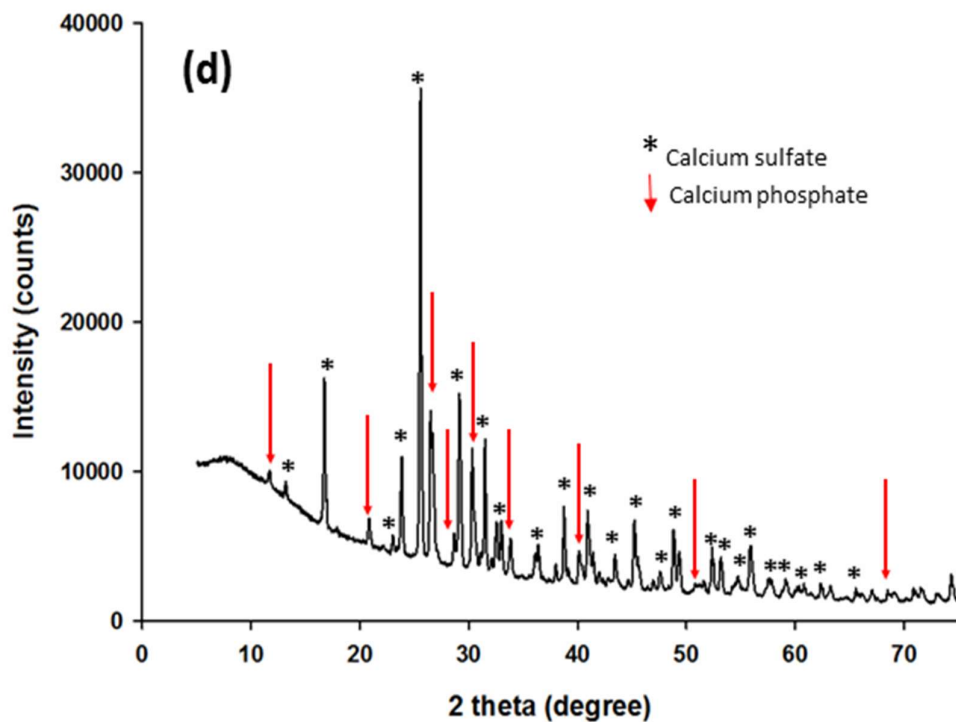 40000
(d)
* Calcium sulfate
Calcium phosphate
30000
20000
10000
0
Intensity (counts)
0 10 20 30 40 50 60 70
2 theta (degree)